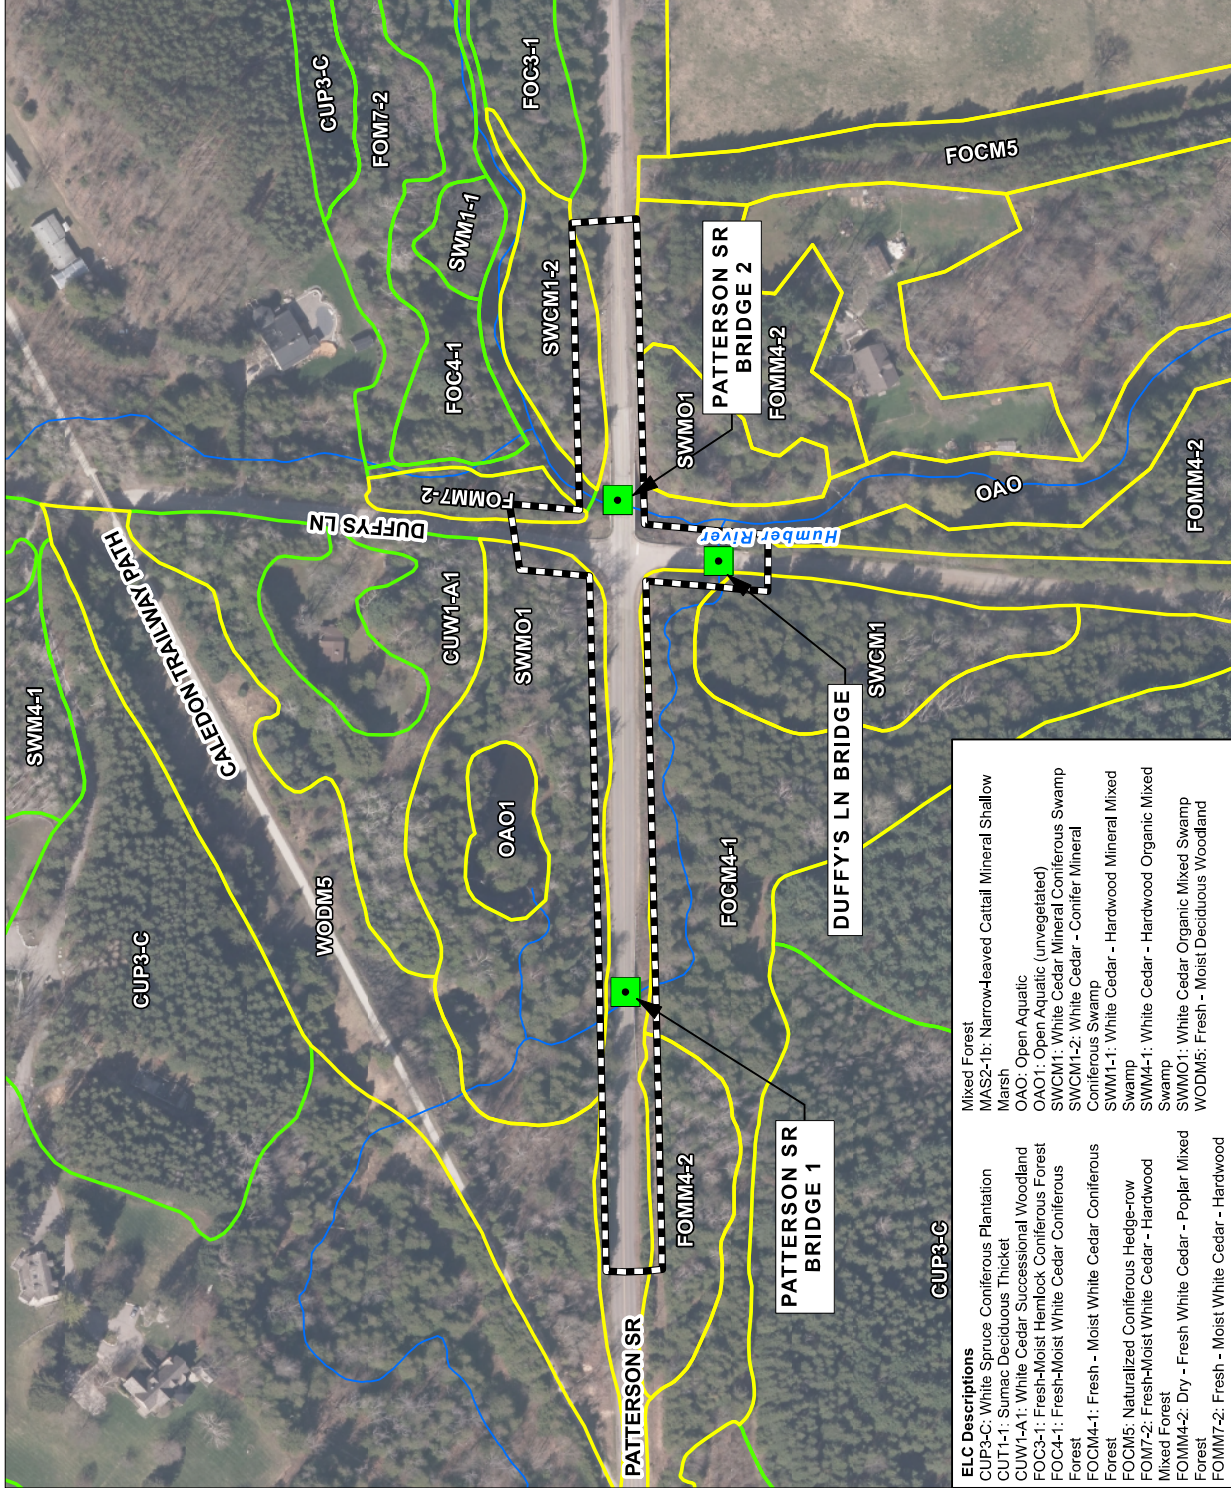 CUP3-C
FOM7-2
FOC3-1
SWM1-1
SWCM1-2
FOC4-1
FOCM5
PATTERSON SR
BRIDGE 2
FOMM4-2
SWMO1
FOMM7-2
DUFFYS LN
OAO
FOMM4-2
Humber River
CALEDON TRAILWAY PATH
CUW1-A1
SWMO1
SWCM1
SWM4-1
DUFFY'S LN BRIDGE
OAO1
FOCM4-1
WODM5
CUP3-C
PATTERSON SR
BRIDGE 1
FOMM4-2
CUP3-C
PATTERSON SR
ELC Descriptions
CUP3-C: White Spruce Coniferous Plantation
CUT1-1: Sumac Deciduous Thicket
CUW1-A1: White Cedar Successional Woodland
FOC3-1: Fresh-Moist Hemlock Coniferous Forest
FOC4-1: Fresh-Moist White Cedar Coniferous
Forest
FOCM4-1: Fresh - Moist White Cedar Coniferous
Forest
FOCM5: Naturalized Coniferous Hedge-row
FOM7-2: Fresh-Moist White Cedar - Hardwood
Mixed Forest
FOMM4-2: Dry - Fresh White Cedar - Poplar Mixed
Forest
FOMM7-2: Fresh - Moist White Cedar - Hardwood
Mixed Forest
MAS2-1b: Narrow-leaved Cattail Mineral Shallow
Marsh
OAO: Open Aquatic
OAO1: Open Aquatic (unvegetated)
SWCM1: White Cedar Mineral Coniferous Swamp
SWCM1-2: White Cedar - Conifer Mineral
Coniferous Swamp
SWM1-1: White Cedar - Hardwood Mineral Mixed
Swamp
SWM4-1: White Cedar - Hardwood Organic Mixed
Swamp
SWMO1: White Cedar Organic Mixed Swamp
WODM5: Fresh - Moist Deciduous Woodland